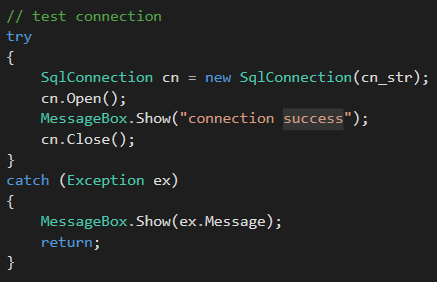 // test connection
try
{
    SqlConnection cn = new SqlConnection(cn_str);
    cn.Open();
    MessageBox.Show("connection success");
    cn.Close();
}
catch (Exception ex)
{
    MessageBox.Show(ex.Message);
    return;
}